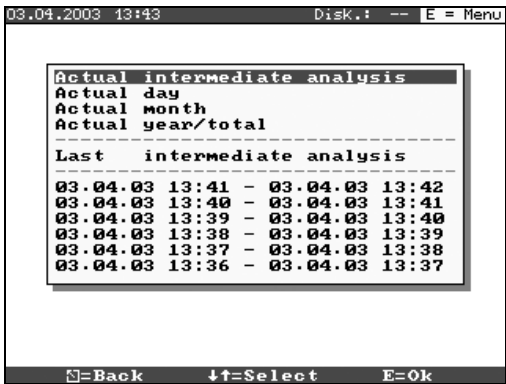 03.04.2003 13:43 Disk.: -- E = Menu
Actual intermediate analysis
Actual day
Actual month
Actual year/total
Last intermediate analysis
03.04.03 13:41 - 03.04.03 13:42
03.04.03 13:40 - 03.04.03 13:41
03.04.03 13:39 - 03.04.03 13:40
03.04.03 13:38 - 03.04.03 13:39
03.04.03 13:37 - 03.04.03 13:38
03.04.03 13:36 - 03.04.03 13:37
⇱=Back ↓↑=Select E=Ok